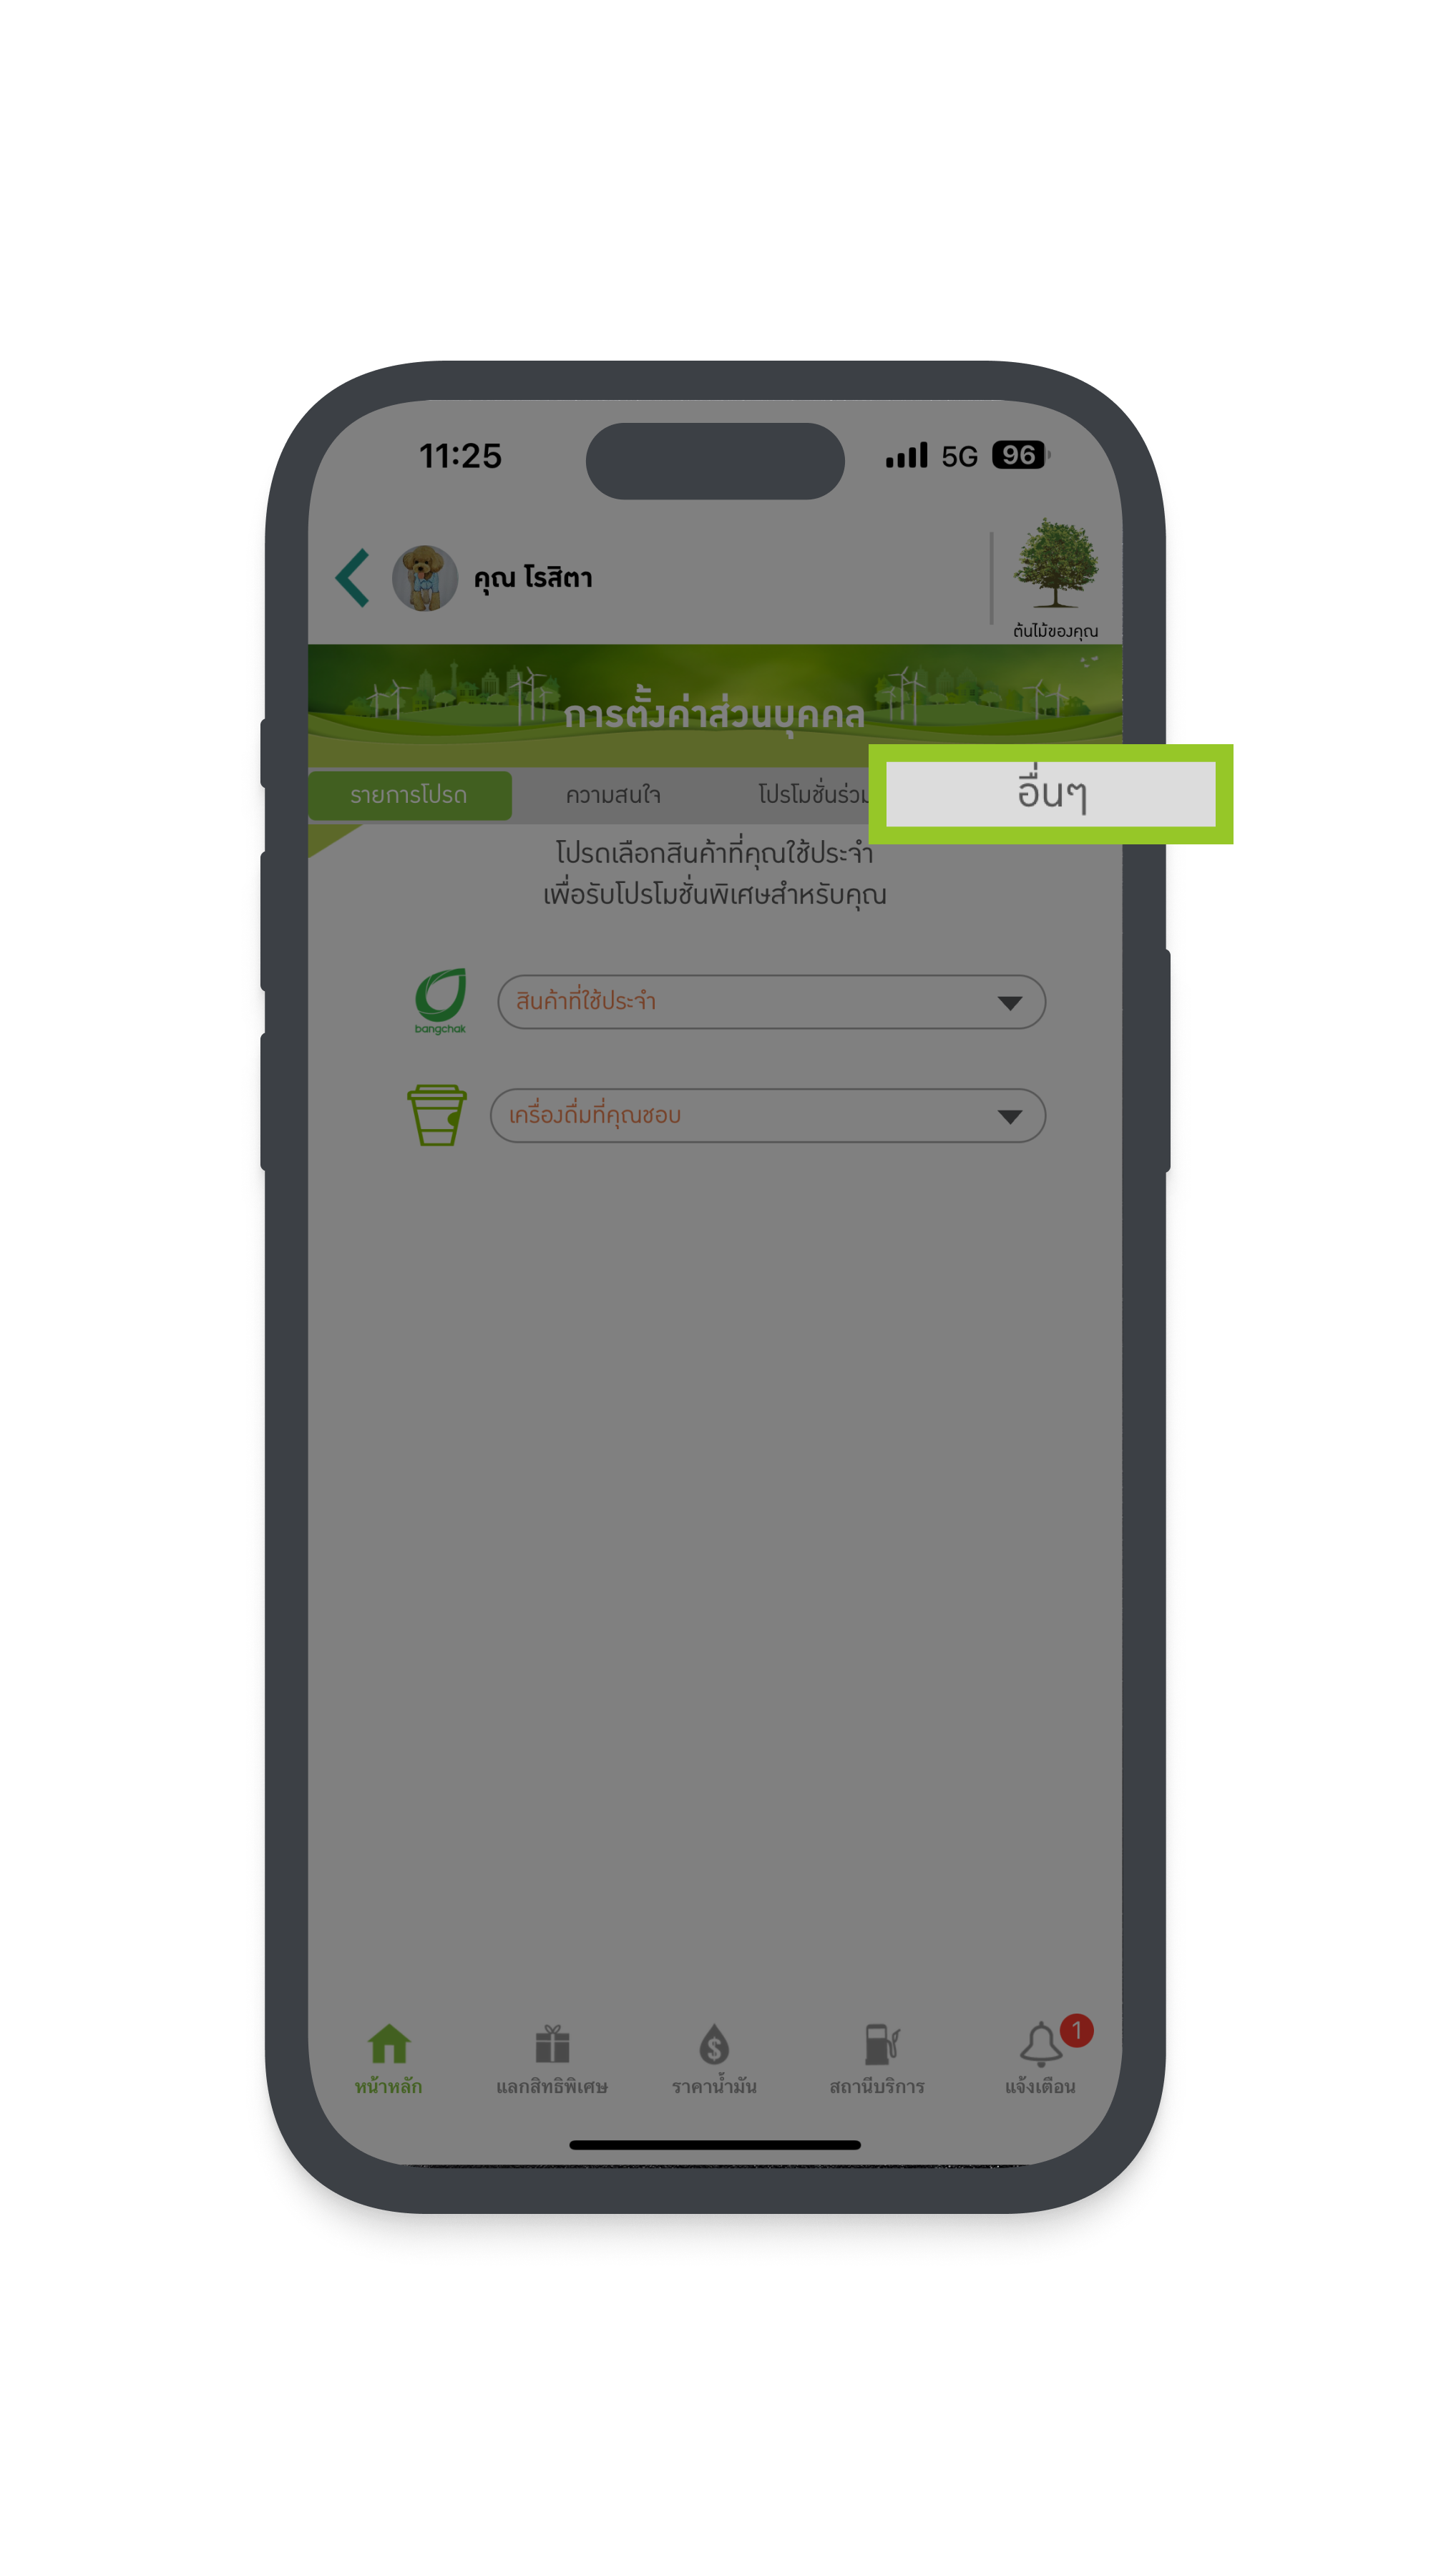 11:25
5G 96
คุณ โรสิตา
ต้นไม้ของคุณ
การตั้งค่าส่วนบุคคล
รายการโปรด ความสนใจ โปรโมชั่นร่วม อื่นๆ
โปรดเลือกสินค้าที่คุณใช้ประจำ
เพื่อรับโปรโมชั่นพิเศษสำหรับคุณ
bangchak
สินค้าที่ใช้ประจำ
เครื่องดื่มที่คุณชอบ
1
หน้าหลัก แลกสิทธิพิเศษ ราคาน้ำมัน สถานีบริการ แจ้งเตือน